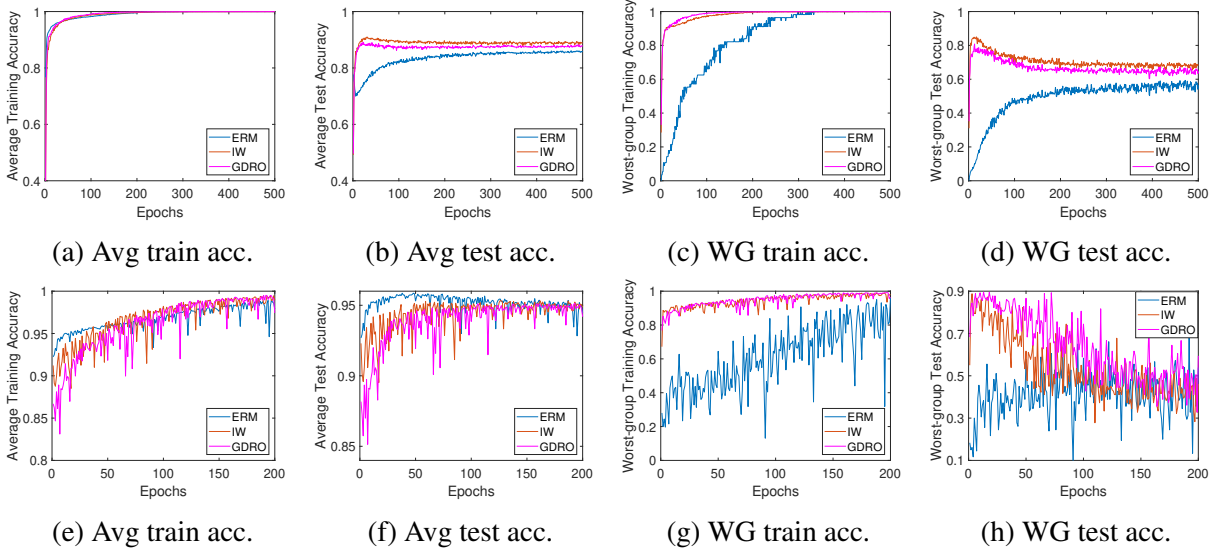 Average Training Accuracy
1
0.8
0.6
0.4
0 100 200 300 400 500
Epochs
ERM
IW
GDRO
(a) Avg train acc.
Average Test Accuracy
1
0.8
0.6
0.4
0 100 200 300 400 500
Epochs
ERM
IW
GDRO
(b) Avg test acc.
Worst-group Training Accuracy
1
0.8
0.6
0.4
0.2
0
0 100 200 300 400 500
Epochs
ERM
IW
GDRO
(c) WG train acc.
Worst-group Test Accuracy
1
0.8
0.6
0.4
0.2
0
0 100 200 300 400 500
Epochs
ERM
IW
GDRO
(d) WG test acc.
Average Training Accuracy
1
0.95
0.9
0.85
0.8
0 50 100 150 200
Epochs
ERM
IW
GDRO
(e) Avg train acc.
Average Test Accuracy
0.95
0.9
0.85
0 50 100 150 200
Epochs
ERM
IW
GDRO
(f) Avg test acc.
Worst-group Training Accuracy
1
0.8
0.6
0.4
0.2
0
0 50 100 150 200
Epochs
ERM
IW
GDRO
(g) WG train acc.
Worst-group Test Accuracy
0.9
0.7
0.5
0.3
0.1
0 50 100 150 200
Epochs
ERM
IW
GDRO
(h) WG test acc.